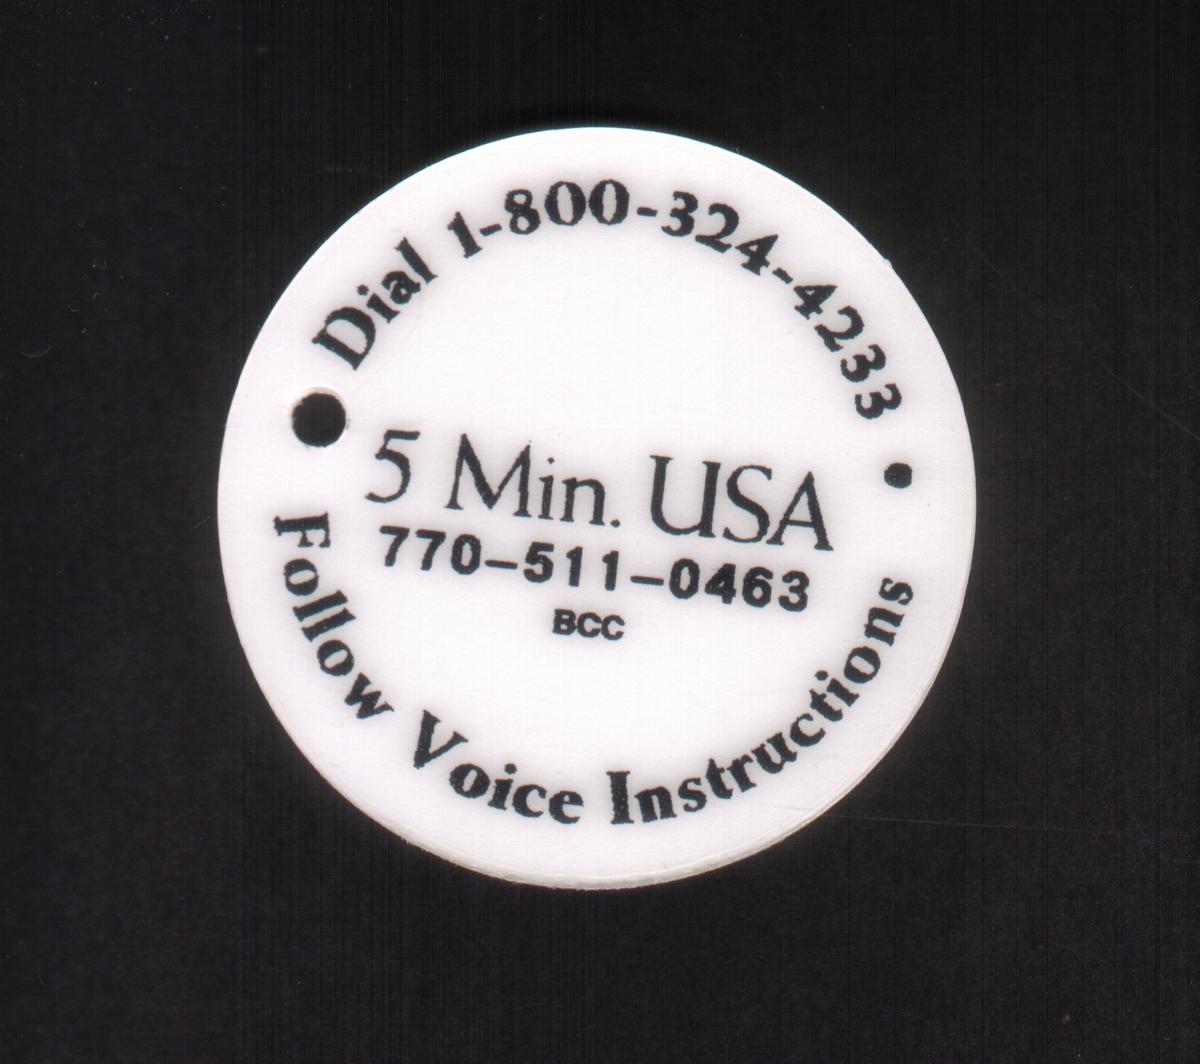 Dial 1-800-324-4233
5 Min. USA
770-511-0463
BCC
Follow Voice Instructions